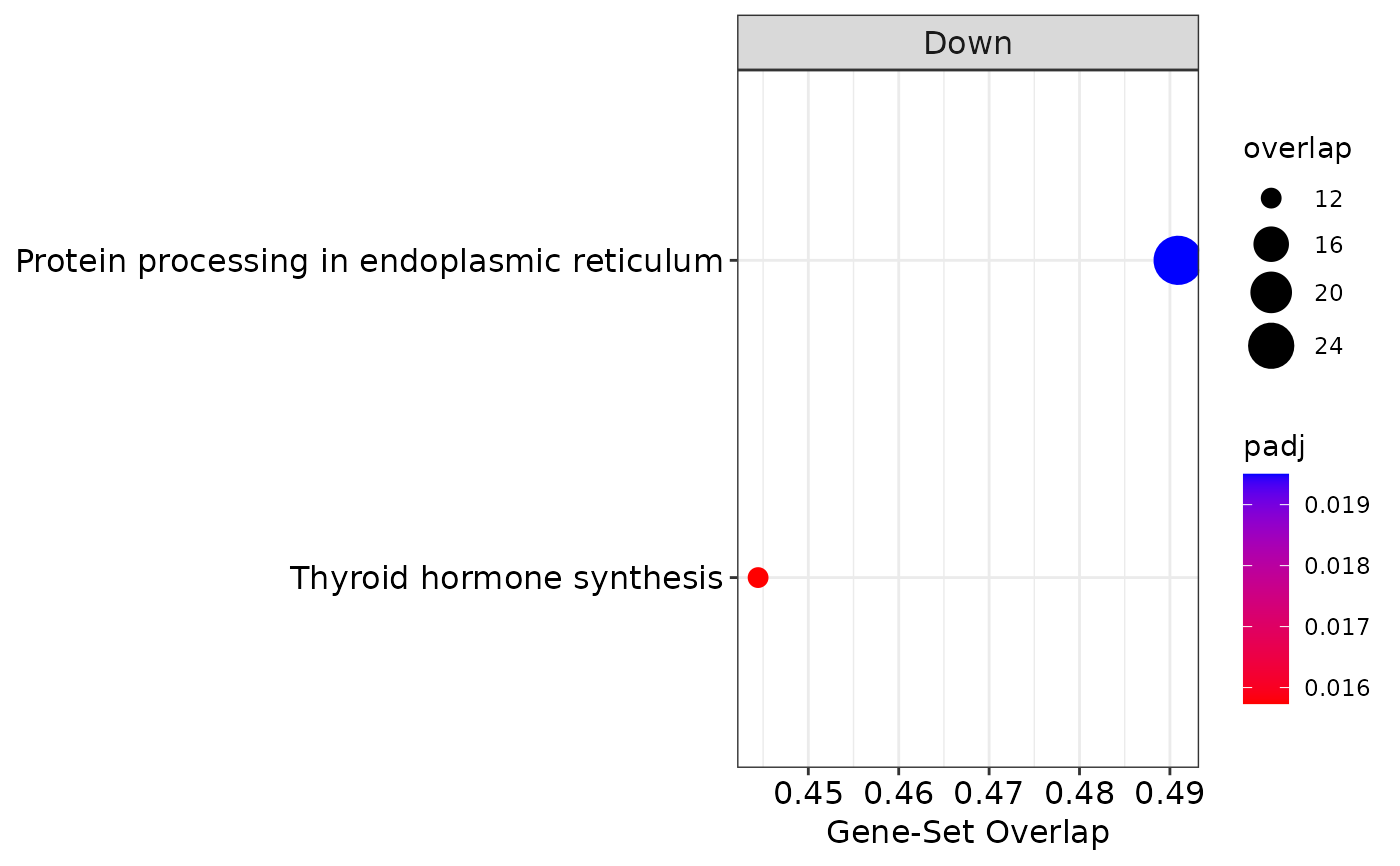 Down
Protein processing in endoplasmic reticulum
Thyroid hormone synthesis
0.45 0.46 0.47 0.48 0.49
Gene-Set Overlap
overlap
12
16
20
24
padj
0.019
0.018
0.017
0.016